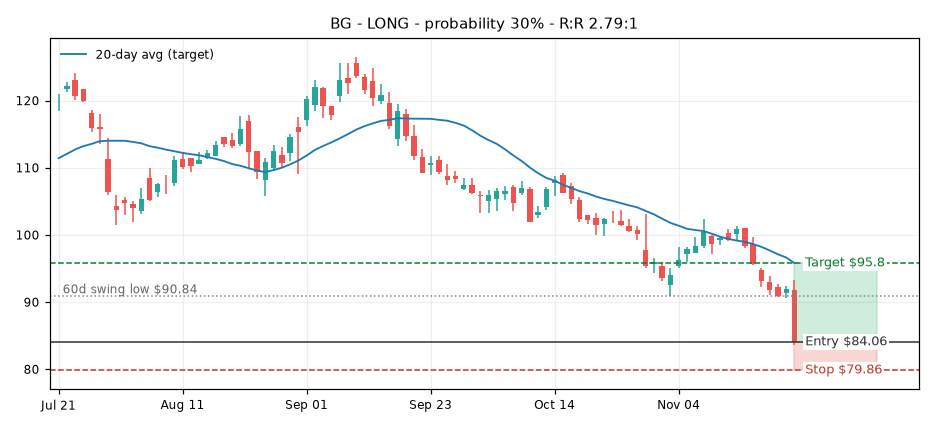 BG - LONG - probability 30% - R:R 2.79:1
20-day avg (target)
120
110
100
90
80
60d swing low $90.84
Target $95.8
Entry $84.06
Stop $79.86
Jul 21
Aug 11
Sep 01
Sep 23
Oct 14
Nov 04